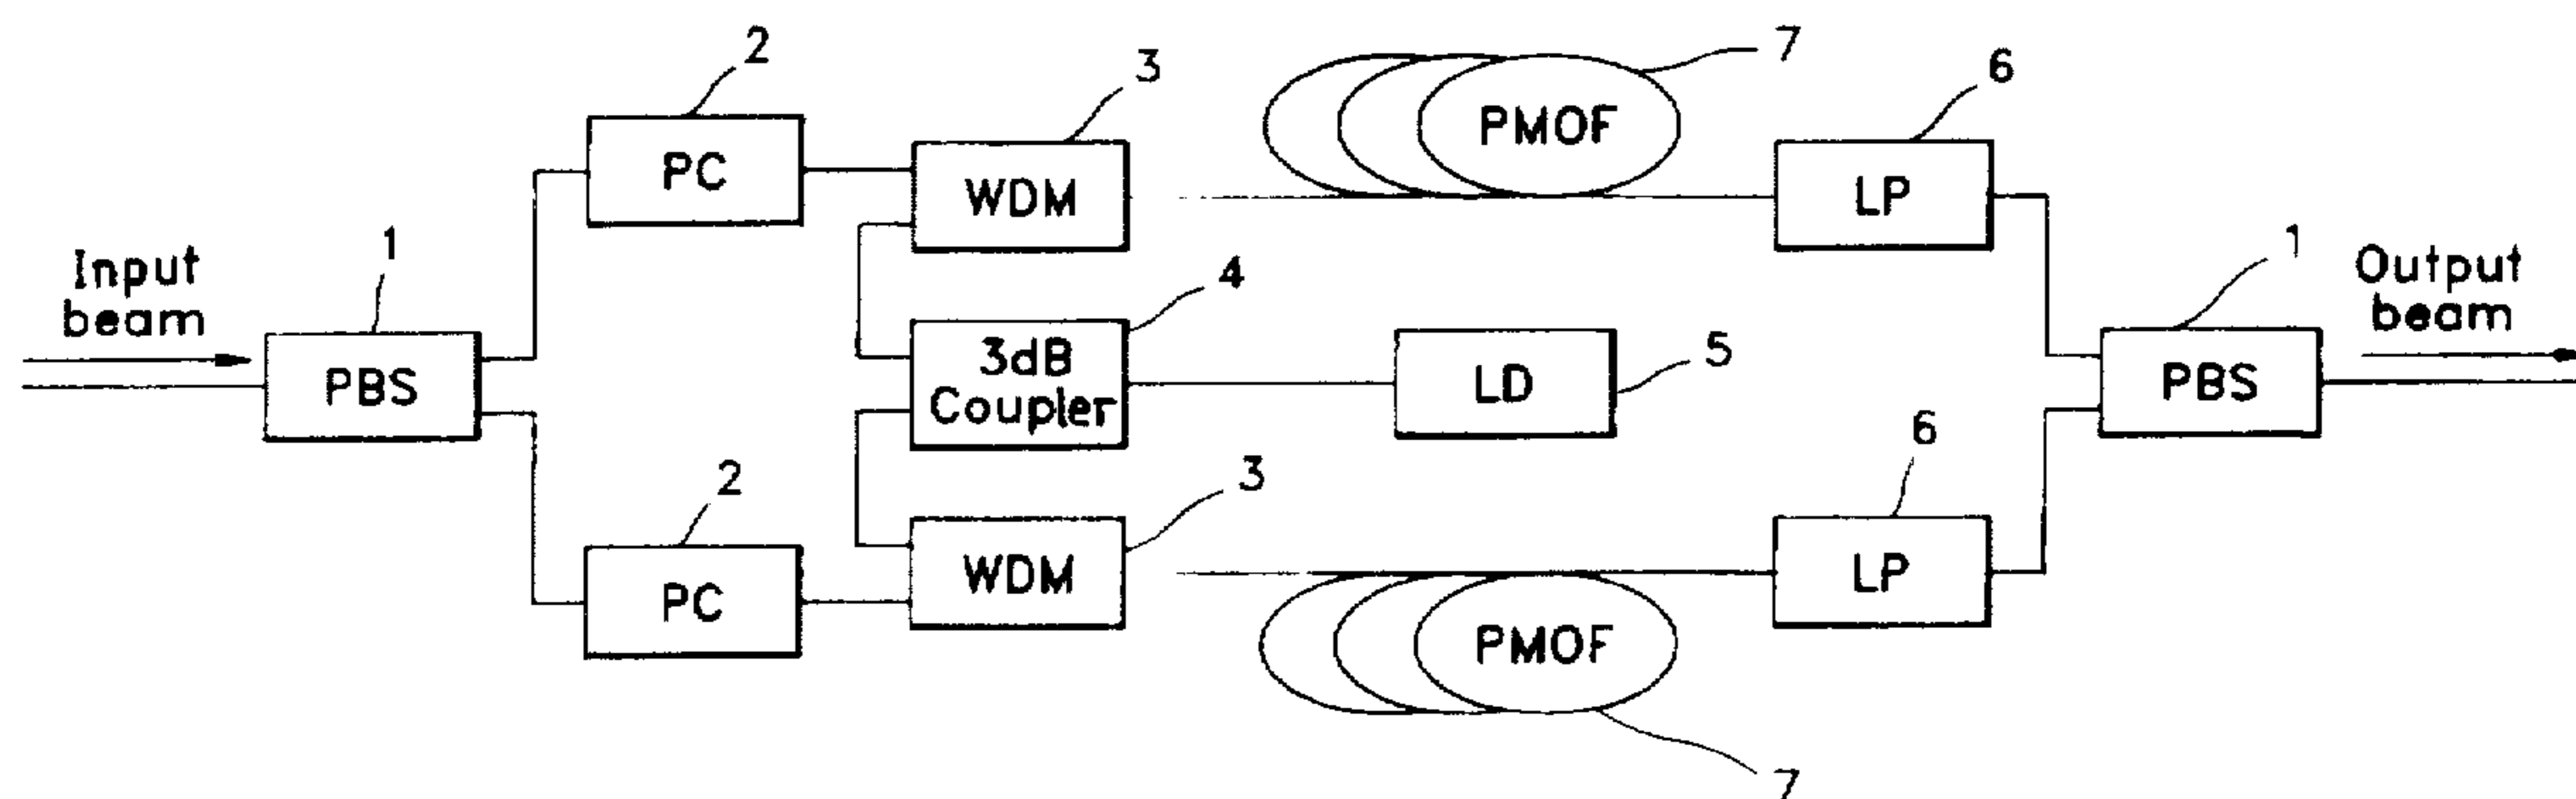 2
3
7
6
PMOF
PC
WDM
LP
Input
beam
1
4
1
Output
beam
PBS
3dB
Coupler
LD
5
PBS
2
3
6
PC
WDM
LP
PMOF
7